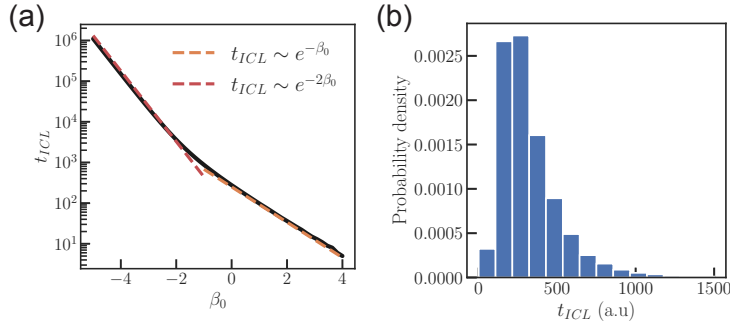 (a)
10^6
10^5
10^4
10^3
10^2
10^1
t_{ICL}
t_{ICL} ∼ e^{−β_0}
t_{ICL} ∼ e^{−2β_0}
−4 −2 0 2 4
β_0
(b)
Probability density
0.0025
0.0020
0.0015
0.0010
0.0005
0.0000
0 500 1000 1500
t_{ICL} (a.u)